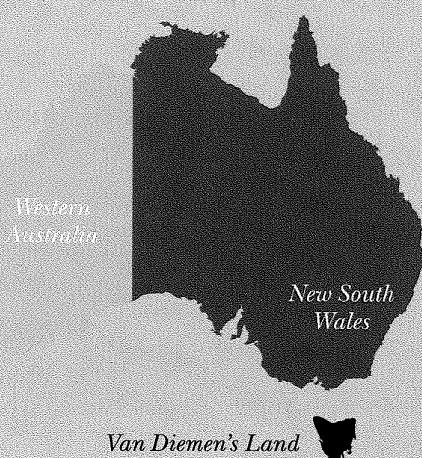 Western
Australia
New South
Wales
Van Diemen's Land